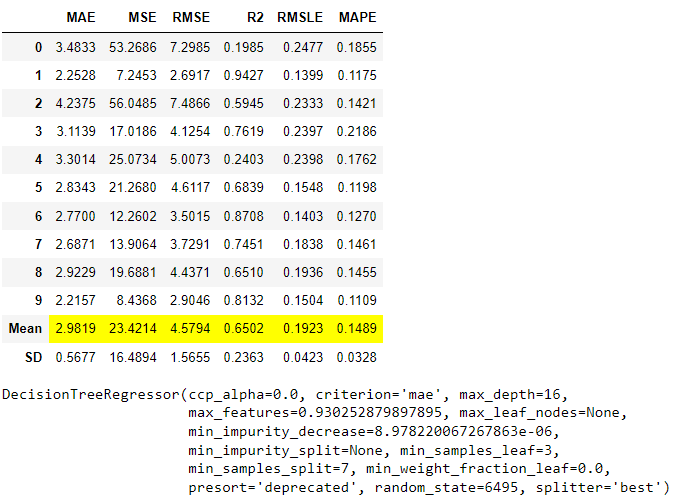 MAE MSE RMSE R2 RMSLE MAPE
0 3.4833 53.2686 7.2985 0.1985 0.2477 0.1855
1 2.2528 7.2453 2.6917 0.9427 0.1399 0.1175
2 4.2375 56.0485 7.4866 0.5945 0.2333 0.1421
3 3.1139 17.0186 4.1254 0.7619 0.2397 0.2186
4 3.3014 25.0734 5.0073 0.2403 0.2398 0.1762
5 2.8343 21.2680 4.6117 0.6839 0.1548 0.1198
6 2.7700 12.2602 3.5015 0.8708 0.1403 0.1270
7 2.6871 13.9064 3.7291 0.7451 0.1838 0.1461
8 2.9229 19.6881 4.4371 0.6510 0.1936 0.1455
9 2.2157 8.4368 2.9046 0.8132 0.1504 0.1109
Mean 2.9819 23.4214 4.5794 0.6502 0.1923 0.1489
SD 0.5677 16.4894 1.5655 0.2363 0.0423 0.0328
DecisionTreeRegressor(ccp_alpha=0.0, criterion='mae', max_depth=16,
max_features=0.930252879897895, max_leaf_nodes=None,
min_impurity_decrease=8.978220067267863e-06,
min_impurity_split=None, min_samples_leaf=3,
min_samples_split=7, min_weight_fraction_leaf=0.0,
presort='deprecated', random_state=6495, splitter='best')